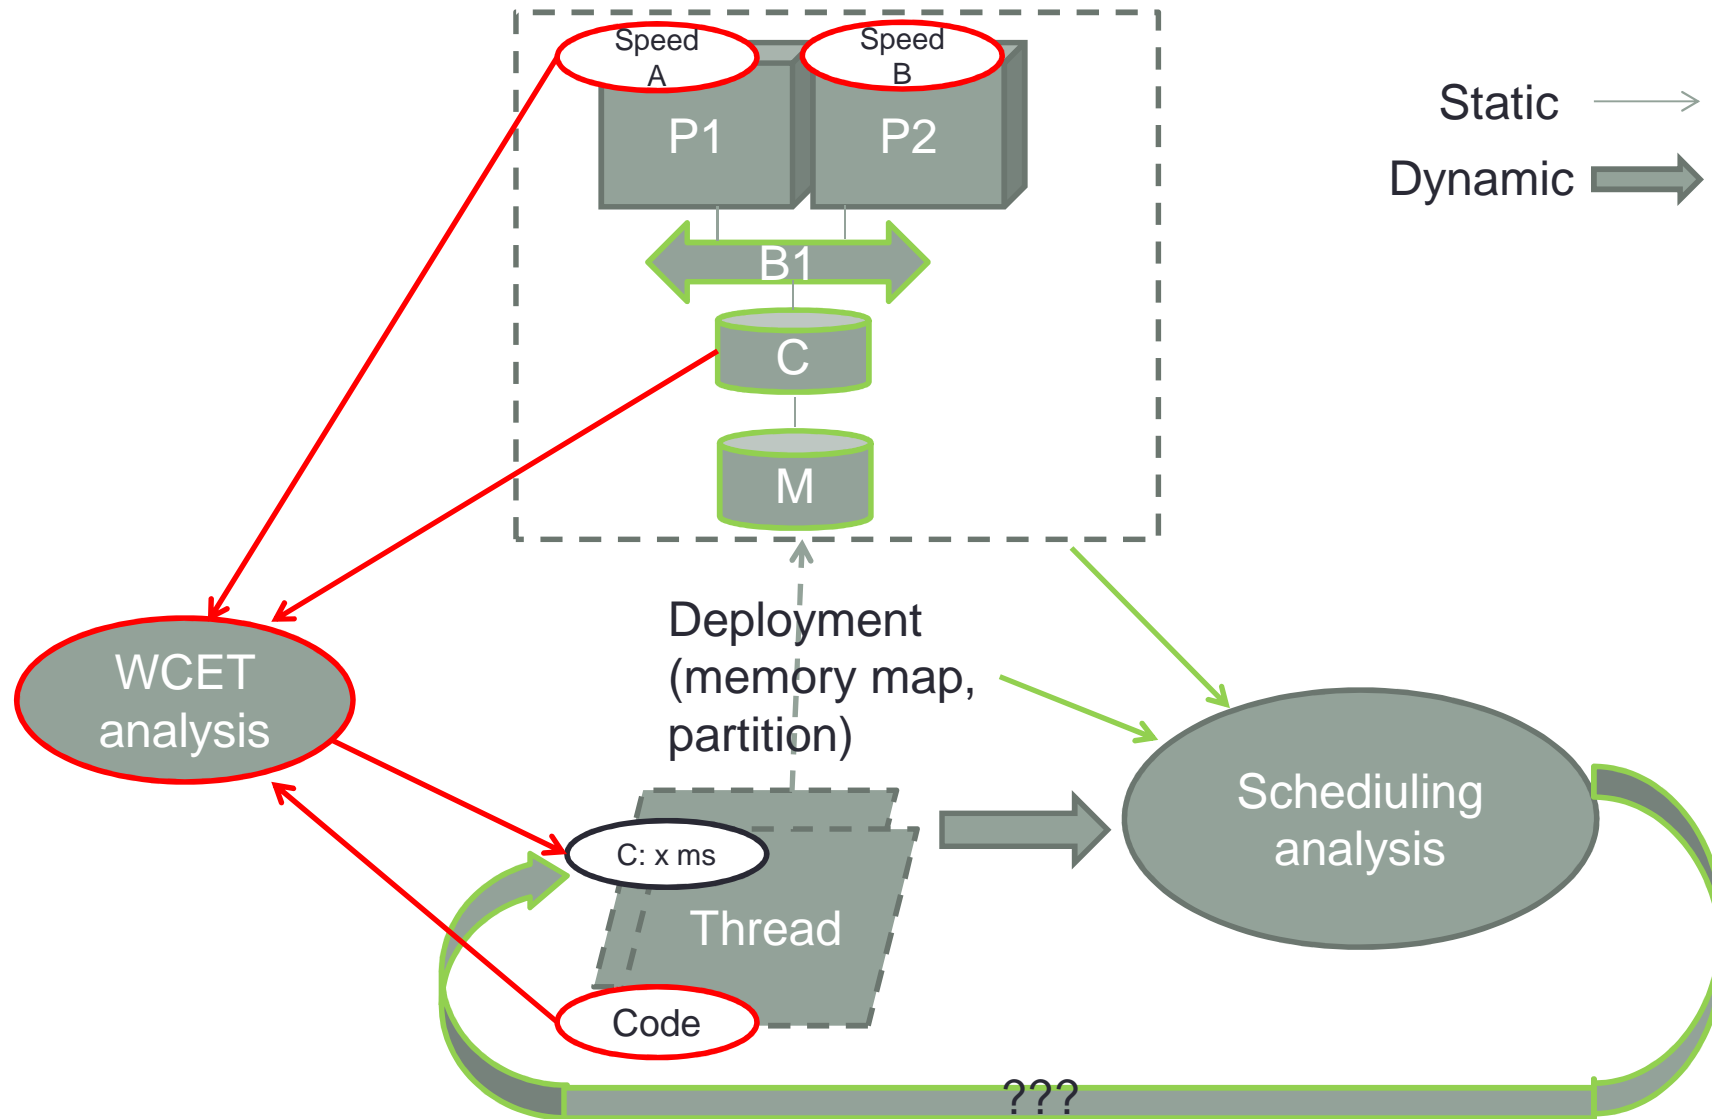 Speed
A
Speed
B
P1
P2
Static
Dynamic
B1
C
M
Deployment
(memory map,
partition)
WCET
analysis
Schediuling
analysis
C: x ms
Thread
Code
???